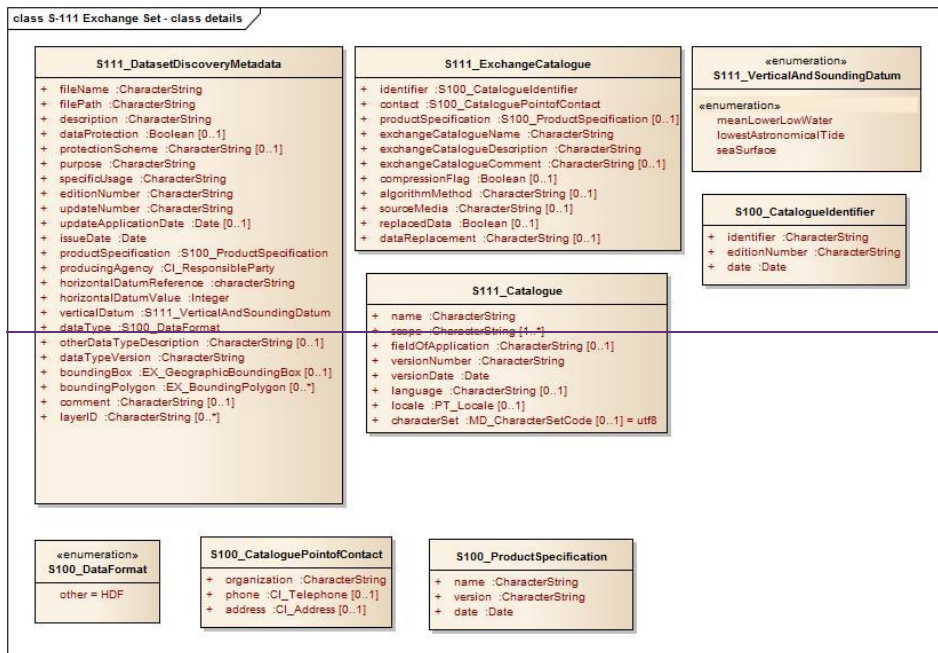 class S-111 Exchange Set - class details
S111_DatasetDiscoveryMetadata
+ fileName :CharacterString
+ filePath :CharacterString
+ description :CharacterString
+ dataProtection :Boolean [0..1]
+ protectionScheme :CharacterString [0..1]
+ purpose :CharacterString
+ specificUsage :CharacterString
+ editionNumber :CharacterString
+ updateNumber :CharacterString
+ updateApplicationDate :Date [0..1]
+ issueDate :Date
+ productSpecification :S100_ProductSpecification
+ producingAgency :CI_ResponsibleParty
+ horizontalDatumReference :characterString
+ horizontalDatumValue :Integer
+ verticalDatum :S111_VerticalAndSoundingDatum
+ dataType :S100_DataFormat
+ otherDataTypeDescription :CharacterString [0..1]
+ dataTypeVersion :CharacterString
+ boundingBox :EX_GeographicBoundingBox [0..1]
+ boundingPolygon :EX_BoundingPolygon [0..*]
+ comment :CharacterString [0..1]
+ layerID :CharacterString [0..*]
S111_ExchangeCatalogue
+ identifier :S100_CatalogueIdentifier
+ contact :S100_CataloguePointofContact
+ productSpecification :S100_ProductSpecification [0..1]
+ exchangeCatalogueName :CharacterString
+ exchangeCatalogueDescription :CharacterString
+ exchangeCatalogueComment :CharacterString [0..1]
+ compressionFlag :Boolean [0..1]
+ algorithmMethod :CharacterString [0..1]
+ sourceMedia :CharacterString [0..1]
+ replacedData :Boolean [0..1]
+ dataReplacement :CharacterString [0..1]
«enumeration»
S111_VerticalAndSoundingDatum
«enumeration»
meanLowerLowWater
lowestAstronomicalTide
seaSurface
S100_CatalogueIdentifier
+ identifier :CharacterString
+ editionNumber :CharacterString
+ date :Date
S111_Catalogue
+ name :CharacterString
+ scope :CharacterString [1..*]
+ fieldOfApplication :CharacterString [0..1]
+ versionNumber :CharacterString
+ versionDate :Date
+ language :CharacterString [0..1]
+ locale :PT_Locale [0..1]
+ characterSet :MD_CharacterSetCode [0..1] = utf8
«enumeration»
S100_DataFormat
other = HDF
S100_CataloguePointofContact
+ organization :CharacterString
+ phone :CI_Telephone [0..1]
+ address :CI_Address [0..1]
S100_ProductSpecification
+ name :CharacterString
+ version :CharacterString
+ date :Date